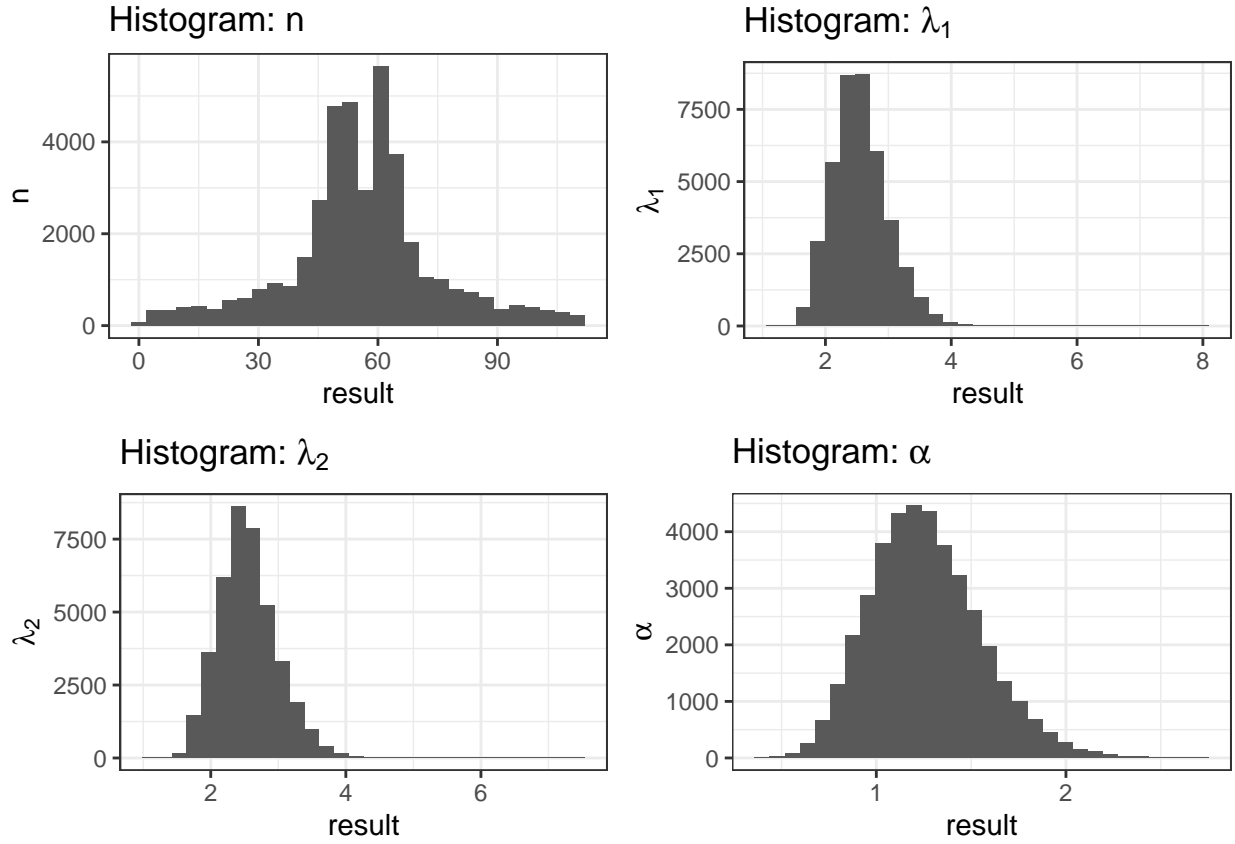 Histogram: n
n
4000
2000
0
0 30 60 90
result
Histogram: λ₁
λ₁
7500
5000
2500
0
2 4 6 8
result
Histogram: λ₂
λ₂
7500
5000
2500
0
2 4 6
result
Histogram: α
α
4000
3000
2000
1000
0
1 2
result